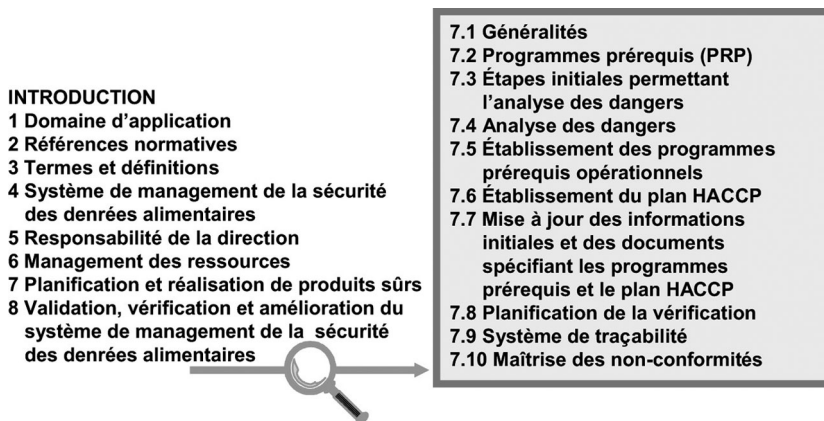 INTRODUCTION
1 Domaine d’application
2 Références normatives
3 Termes et définitions
4 Système de management de la sécurité
des denrées alimentaires
5 Responsabilité de la direction
6 Management des ressources
7 Planification et réalisation de produits sûrs
8 Validation, vérification et amélioration du
système de management de la sécurité
des denrées alimentaires
7.1 Généralités
7.2 Programmes prérequis (PRP)
7.3 Étapes initiales permettant
l’analyse des dangers
7.4 Analyse des dangers
7.5 Établissement des programmes
prérequis opérationnels
7.6 Établissement du plan HACCP
7.7 Mise à jour des informations
initiales et des documents
spécifiant les programmes
prérequis et le plan HACCP
7.8 Planification de la vérification
7.9 Système de traçabilité
7.10 Maîtrise des non-conformités